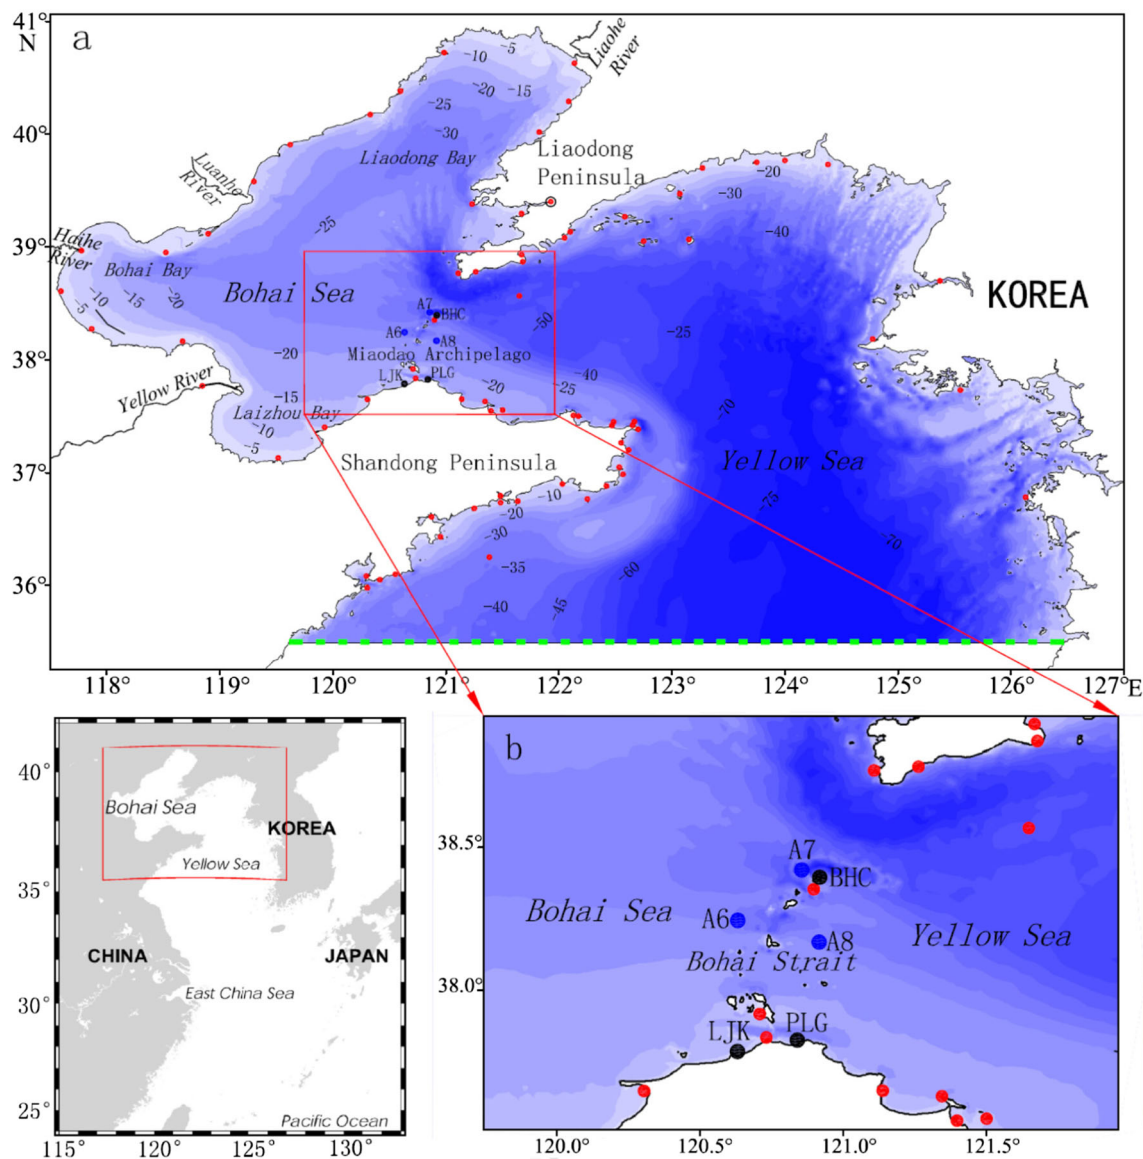 41°
N
a
-5
-10
Liaohe
River
-20
-15
-25
-30
40°
Liaodong Bay
Liaodong
Peninsula
Luanhe
River
-20
-30
-40
-25
39°
Haihe
River
Bohai Bay
-5
-10
-15
-20
Bohai Sea
KOREA
A7
BHC
-50
-25
A6
A8
38°
-20
Miaodao Archipelago
LJK
PLG
-20
-25
-40
Yellow River
-15
Laizhou Bay
-10
-5
-70
37°
Shandong Peninsula
Yellow Sea
-10
-20
-30
-35
-75
-70
36°
-60
-40
-45
118°
119°
120°
121°
122°
123°
124°
125°
126°
127°E
40°
Bohai Sea
KOREA
Yellow Sea
35°
CHINA
JAPAN
East China Sea
30°
25°
Pacific Ocean
115°
120°
125°
130°
b
38.5°
A7
BHC
Bohai Sea
A6
A8
Yellow Sea
Bohai Strait
38.0°
LJK
PLG
120.0°
120.5°
121.0°
121.5°